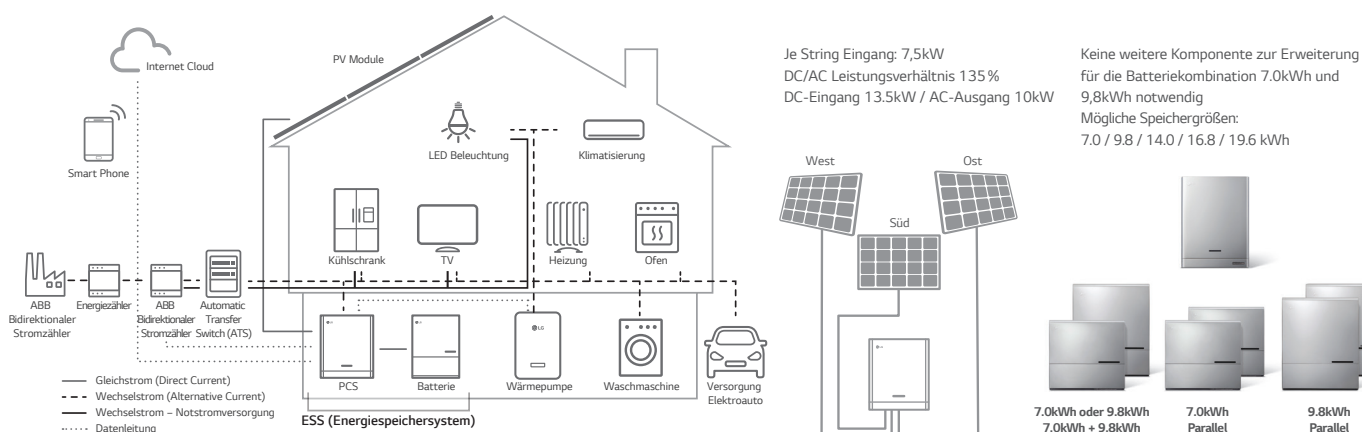 Internet Cloud
PV Module
Smart Phone
LED Beleuchtung
Klimatisierung
Kühlschrank
TV
Heizung
Ofen
ABB
Bidirektionaler
Stromzähler
Energiezähler
ABB
Bidirektionaler
Stromzähler
Automatic
Transfer
Switch (ATS)
PCS
Batterie
LG
Wärmepumpe
Waschmaschine
Versorgung
Elektroauto
Gleichstrom (Direct Current)
Wechselstrom (Alternative Current)
Wechselstrom – Notstromversorgung
Datenleitung
ESS (Energiespeichersystem)
Je String Eingang: 7,5kW
DC/AC Leistungsverhältnis 135 %
DC-Eingang 13.5kW / AC-Ausgang 10kW
West
Ost
Süd
Keine weitere Komponente zur Erweiterung
für die Batteriekombination 7.0kWh und
9,8kWh notwendig
Mögliche Speichergrößen:
7.0 / 9.8 / 14.0 / 16.8 / 19.6 kWh
7.0kWh oder 9.8kWh
7.0kWh + 9.8kWh
7.0kWh
Parallel
9.8kWh
Parallel